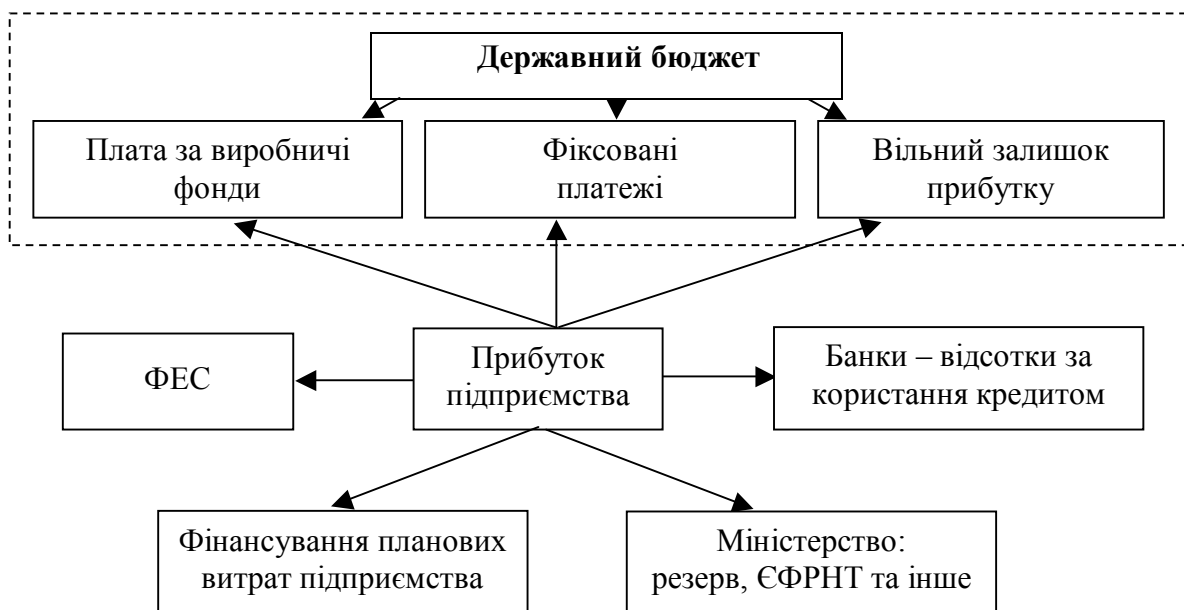 Державний бюджет
Плата за виробничі
фонди
Фіксовані
платежі
Вільний залишок
прибутку
ФЕС
Прибуток
підприємства
Банки – відсотки за
користання кредитом
Фінансування планових
витрат підприємства
Міністерство:
резерв, ЄФРНТ та інше